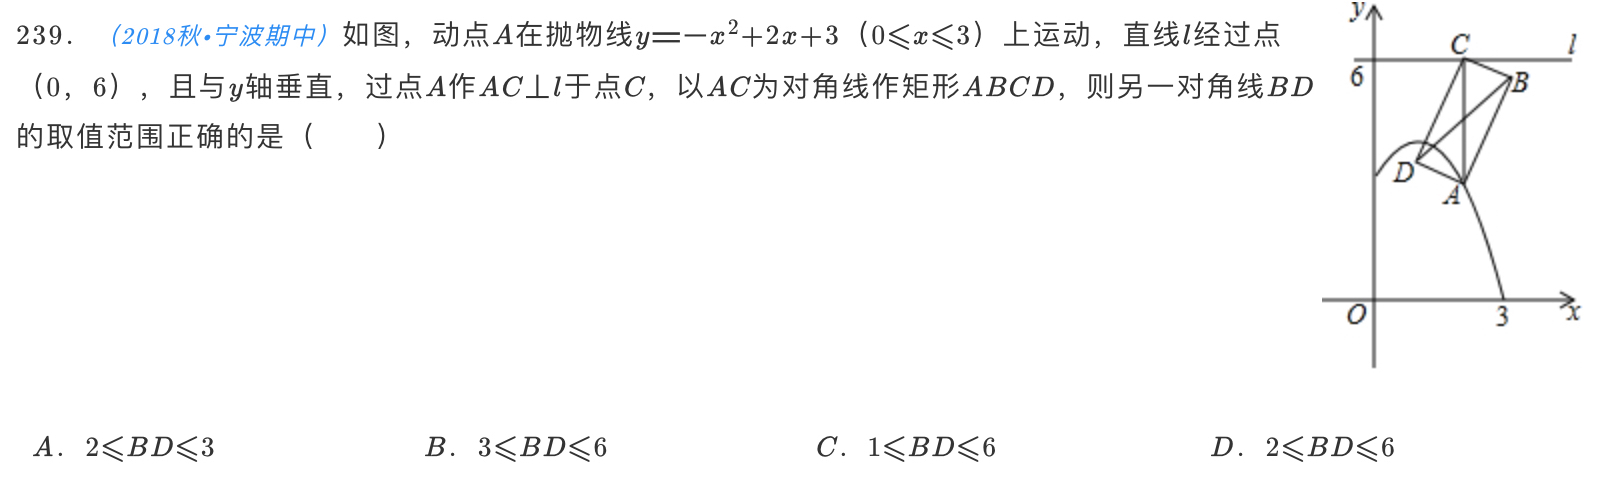 239. （2018秋•宁波期中）如图，动点A在抛物线y=−x²+2x+3（0⩽x⩽3）上运动，直线l经过点
（0，6），且与y轴垂直，过点A作AC⊥l于点C，以AC为对角线作矩形ABCD，则另一对角线BD
的取值范围正确的是（　　）
y
C
l
6
B
D
A
O
3
x
A. 2⩽BD⩽3 B. 3⩽BD⩽6 C. 1⩽BD⩽6 D. 2⩽BD⩽6